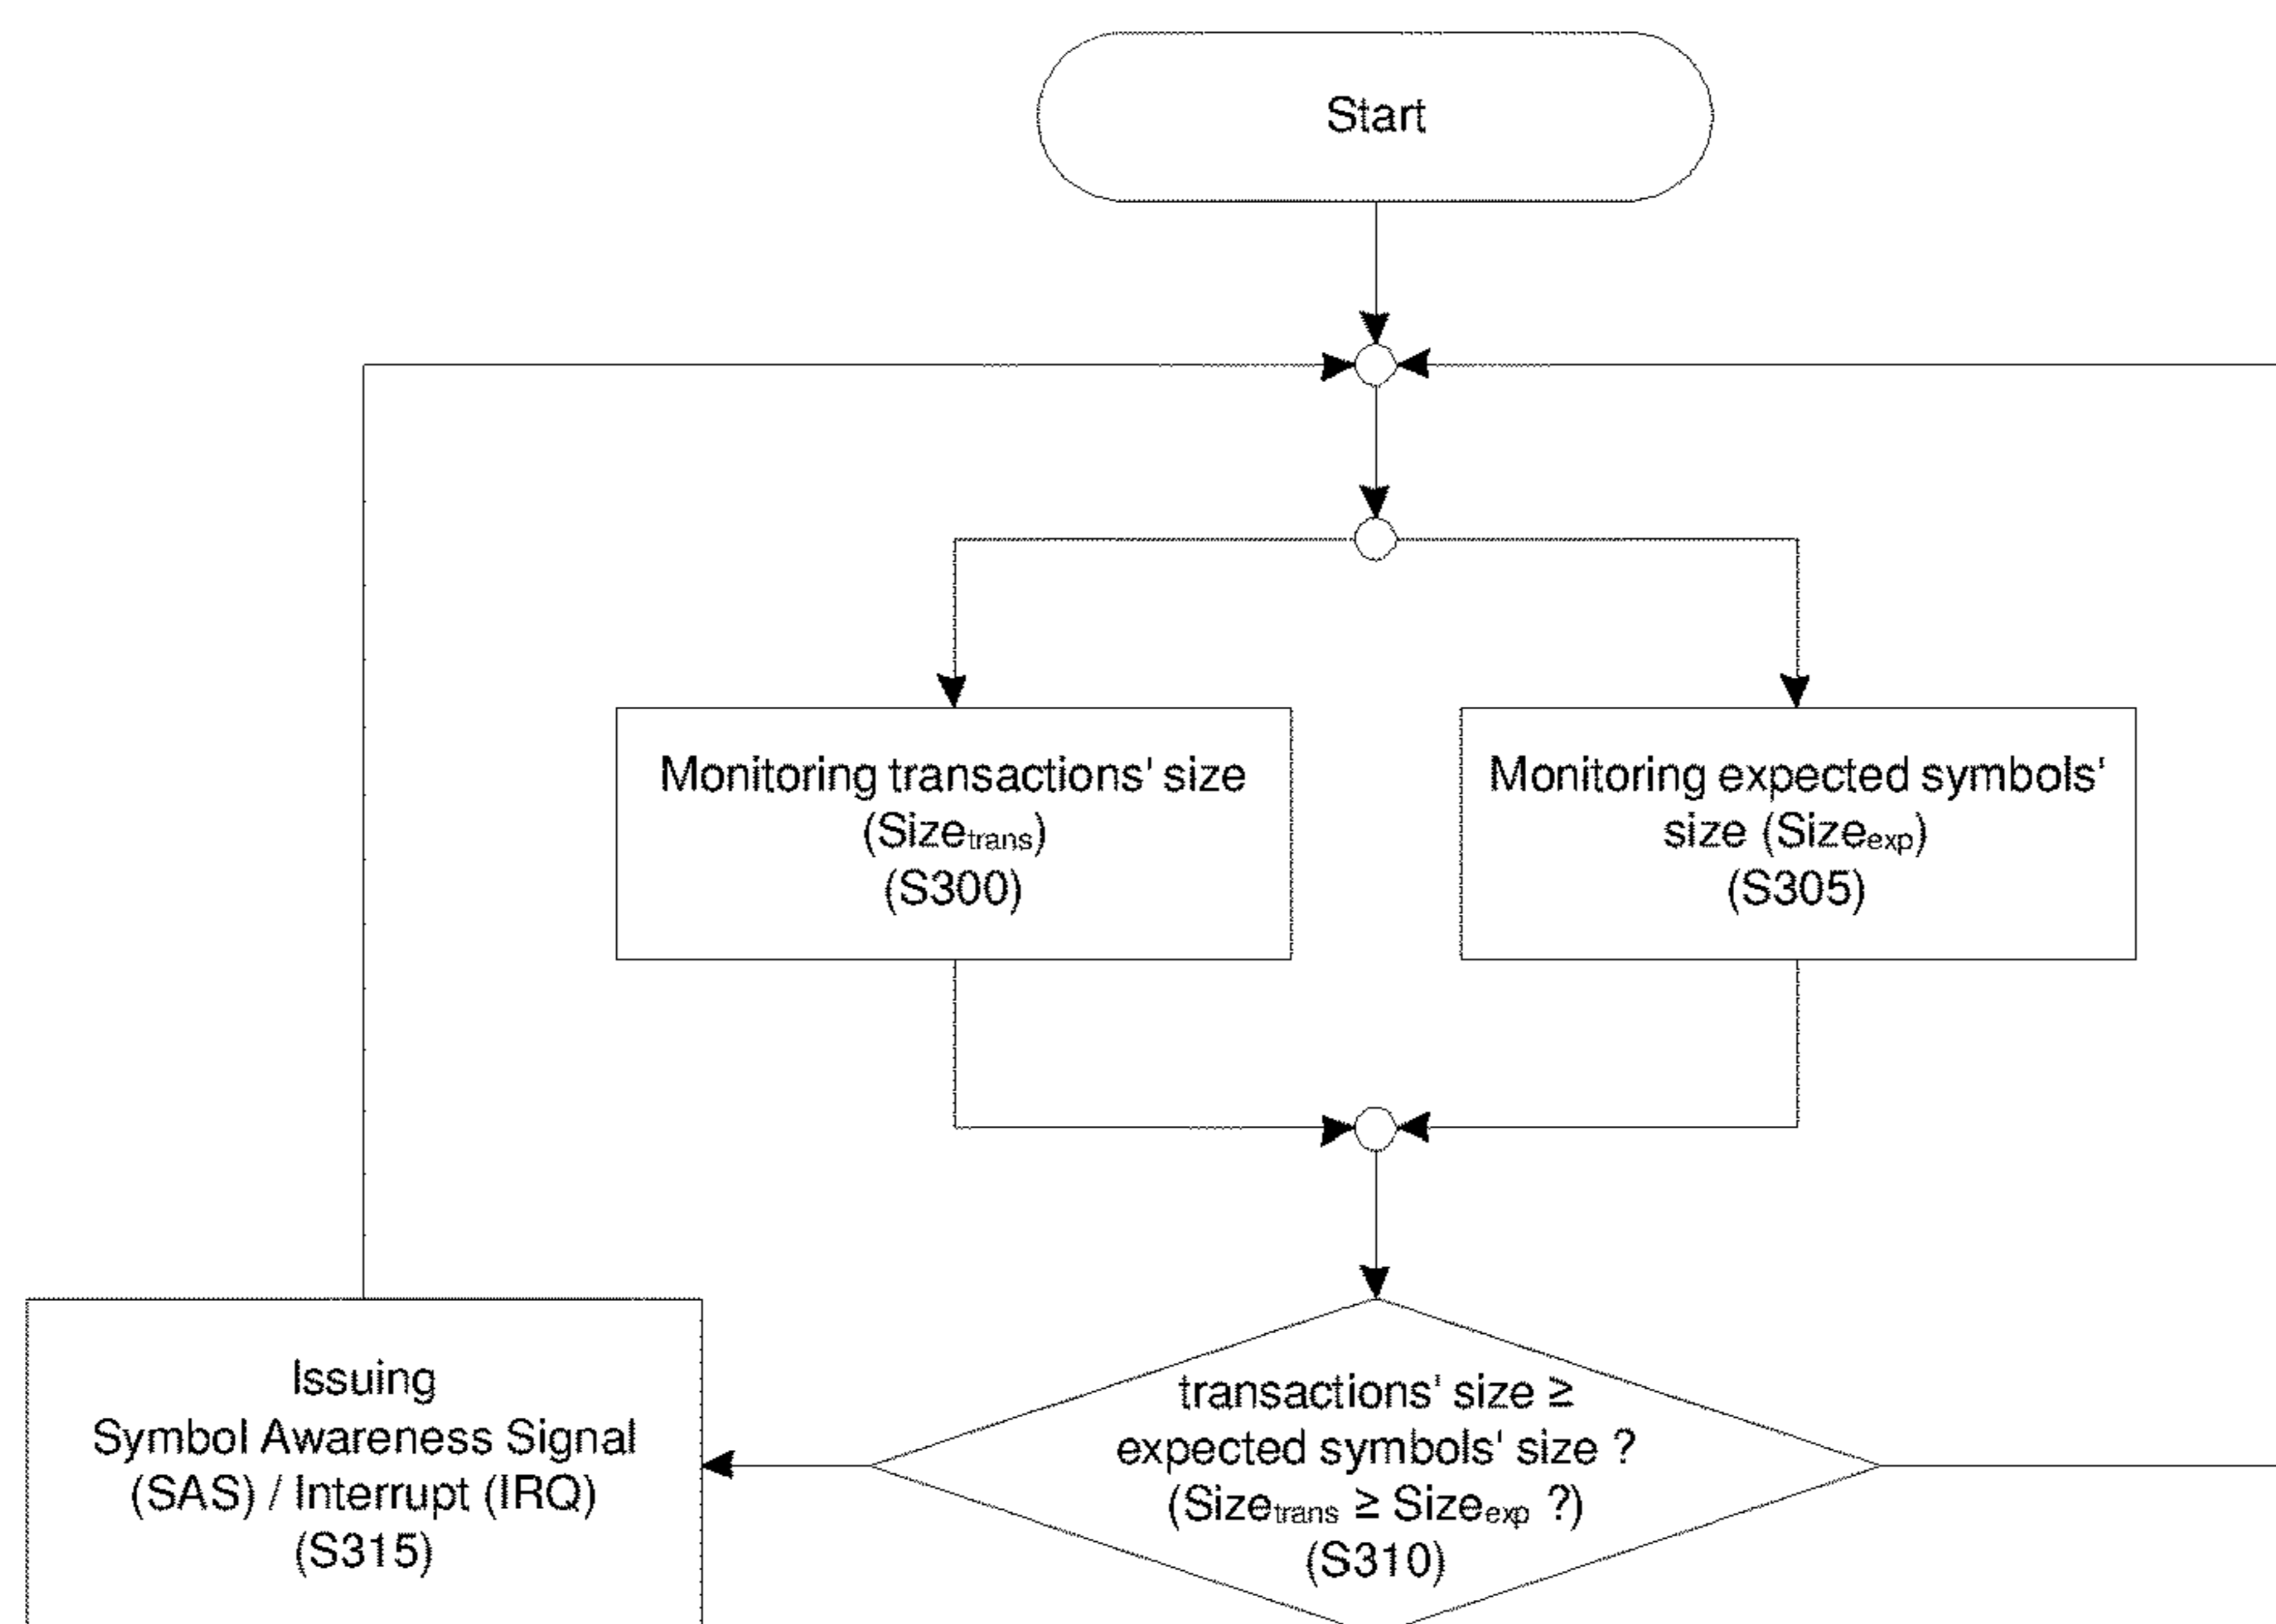 Start
Monitoring transactions' size
(Sizetrans)
(S300)
Monitoring expected symbols'
size (Sizeexp)
(S305)
Issuing
Symbol Awareness Signal
(SAS) / Interrupt (IRQ)
(S315)
transactions' size ≥
expected symbols' size ?
(Sizetrans ≥ Sizeexp ?)
(S310)